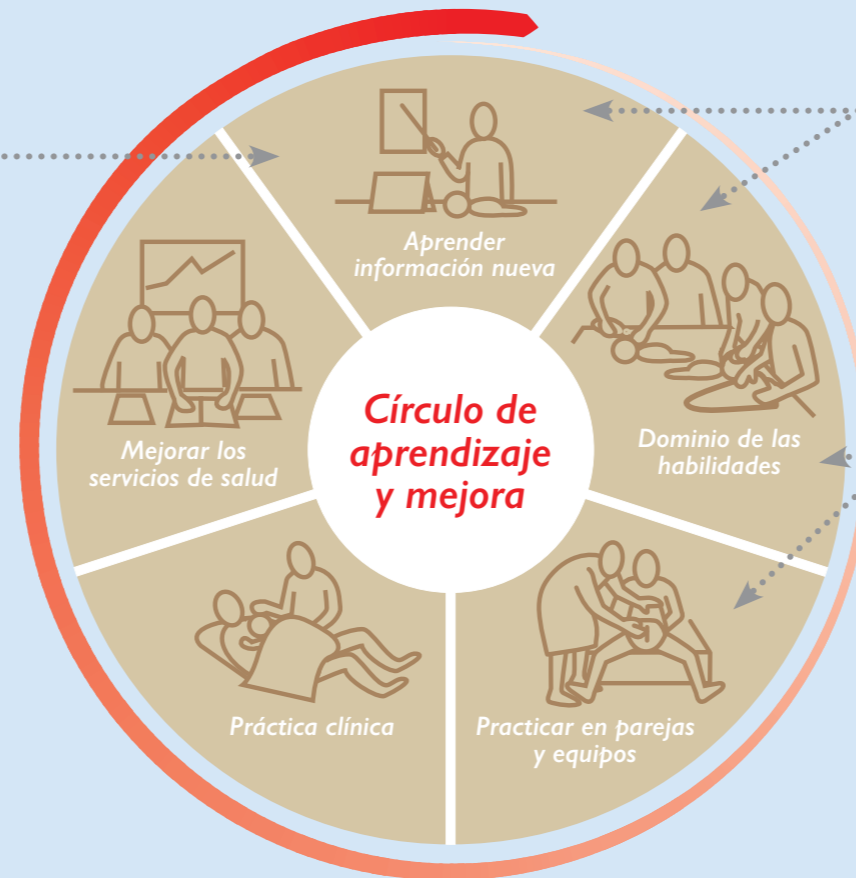 Aprender
información nueva
Dominio de las
habilidades
Practicar en parejas
y equipos
Práctica clínica
Mejorar los
servicios de salud
Círculo de
aprendizaje
y mejora